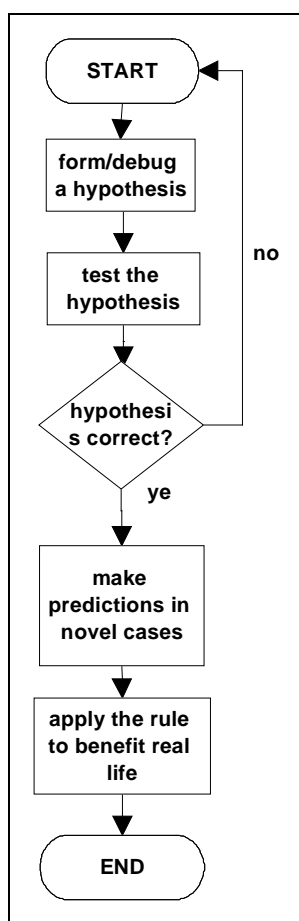 START
form/debug
a hypothesis
test the
hypothesis
no
hypothesi
s correct?
ye
make
predictions in
novel cases
apply the rule
to benefit real
life
END